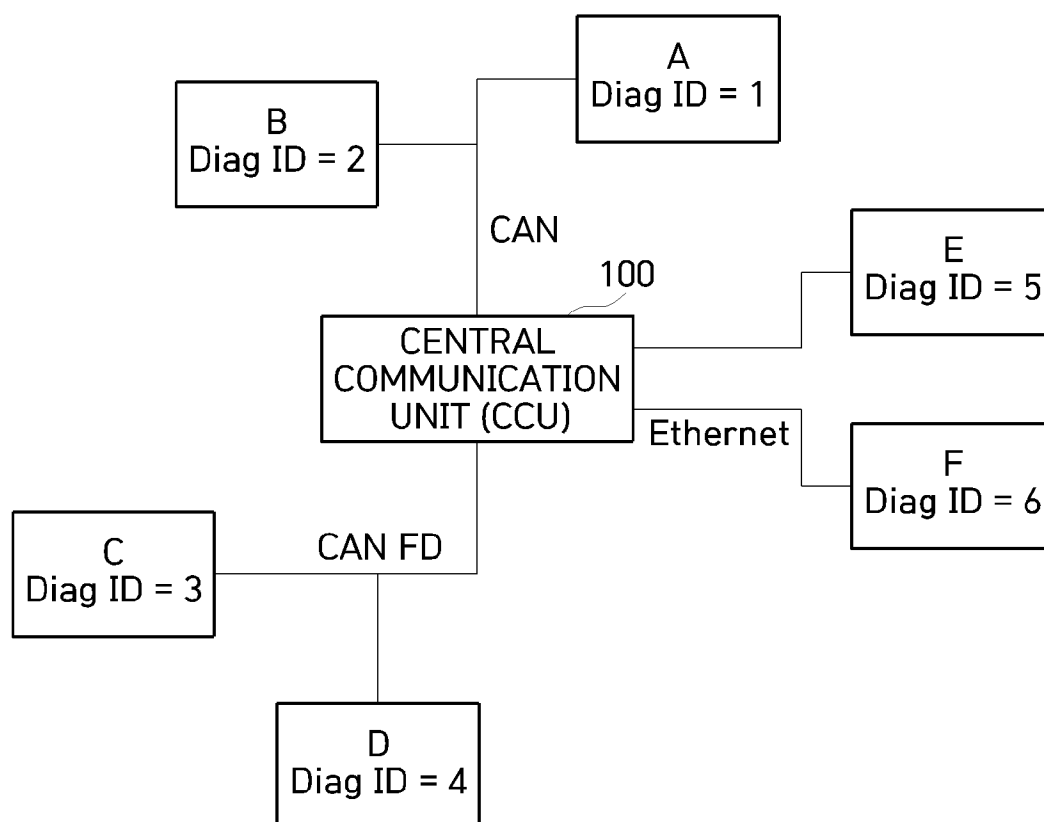 A
Diag ID = 1
B
Diag ID = 2
CAN
E
Diag ID = 5
100
CENTRAL
COMMUNICATION
UNIT (CCU)
Ethernet
F
Diag ID = 6
C
Diag ID = 3
CAN FD
D
Diag ID = 4